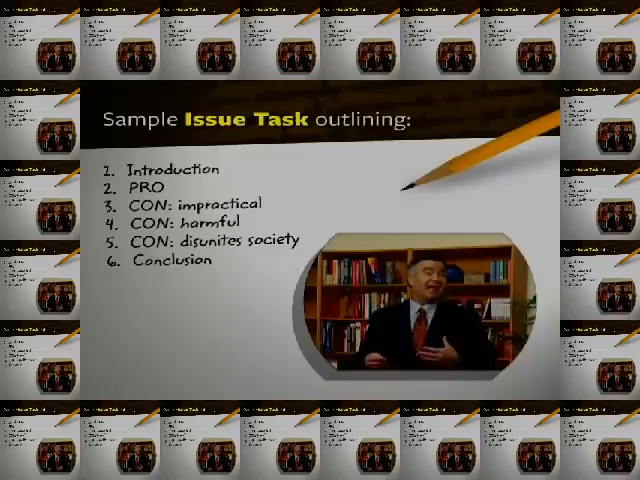 Sample Issue Task outlining:
1. Introduction
2. PRO
3. CON: impractical
4. CON: harmful
5. CON: disunites society
6. Conclusion